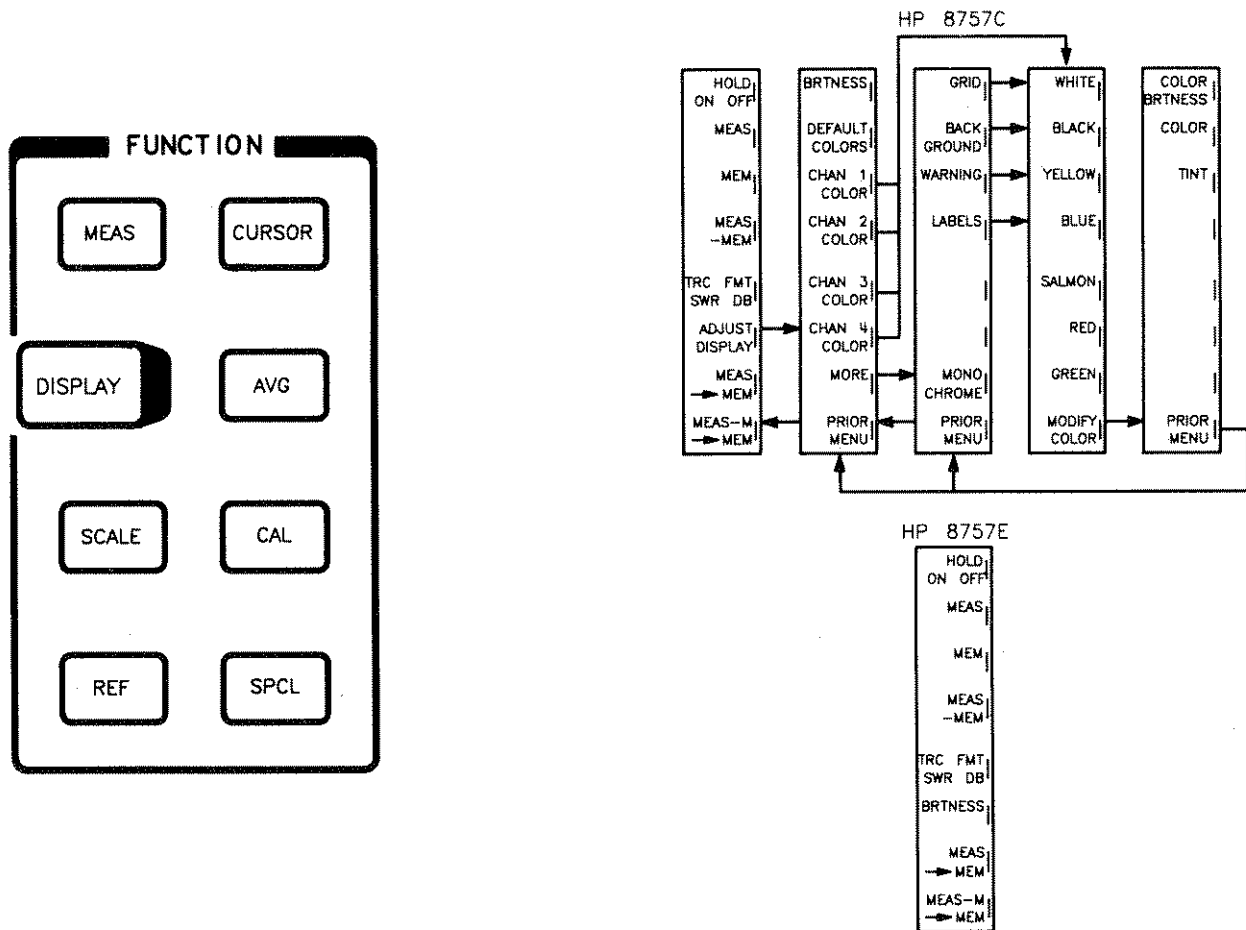 FUNCTION
MEAS
CURSOR
DISPLAY
AVG
SCALE
CAL
REF
SPCL
HP 8757C
HOLD
ON OFF
MEAS
MEM
MEAS
-MEM
TRC FMT
SWR DB
ADJUST
DISPLAY
MEAS
→ MEM
MEAS-M
→ MEM
BRTNESS
DEFAULT
COLORS
CHAN 1
COLOR
CHAN 2
COLOR
CHAN 3
COLOR
CHAN 4
COLOR
MORE
PRIOR
MENU
GRID
BACK
GROUND
WARNING
LABELS
MONO
CHROME
PRIOR
MENU
WHITE
BLACK
YELLOW
BLUE
SALMON
RED
GREEN
MODIFY
COLOR
COLOR
BRTNESS
COLOR
TINT
PRIOR
MENU
HP 8757E
HOLD
ON OFF
MEAS
MEM
MEAS
-MEM
TRC FMT
SWR DB
BRTNESS
MEAS
→ MEM
MEAS-M
→ MEM